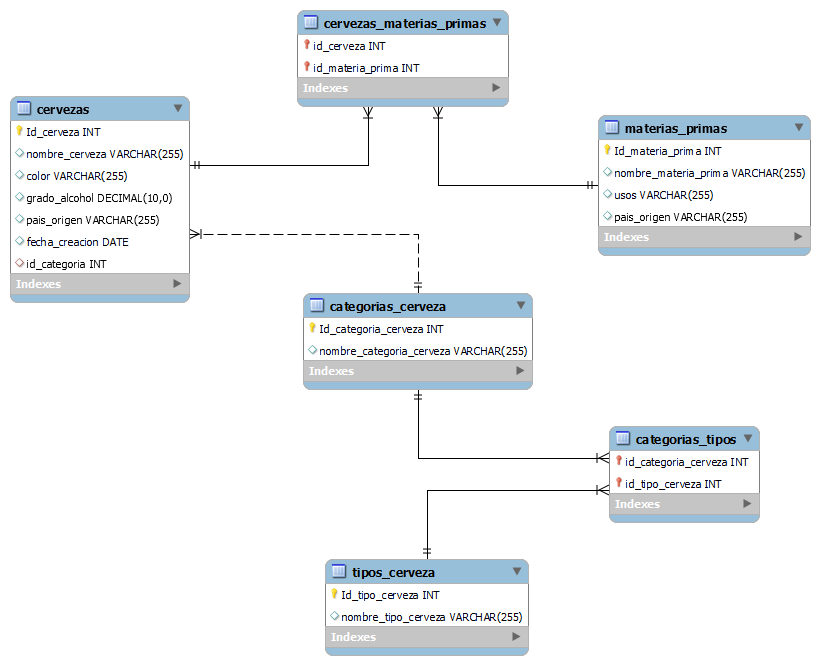 cervezas_materias_primas
id_cerveza INT
id_materia_prima INT
Indexes
cervezas
Id_cerveza INT
nombre_cerveza VARCHAR(255)
color VARCHAR(255)
grado_alcohol DECIMAL(10,0)
pais_origen VARCHAR(255)
fecha_creacion DATE
id_categoria INT
Indexes
materias_primas
Id_materia_prima INT
nombre_materia_prima VARCHAR(255)
usos VARCHAR(255)
pais_origen VARCHAR(255)
Indexes
categorias_cerveza
Id_categoria_cerveza INT
nombre_categoria_cerveza VARCHAR(255)
Indexes
categorias_tipos
id_categoria_cerveza INT
id_tipo_cerveza INT
Indexes
tipos_cerveza
Id_tipo_cerveza INT
nombre_tipo_cerveza VARCHAR(255)
Indexes